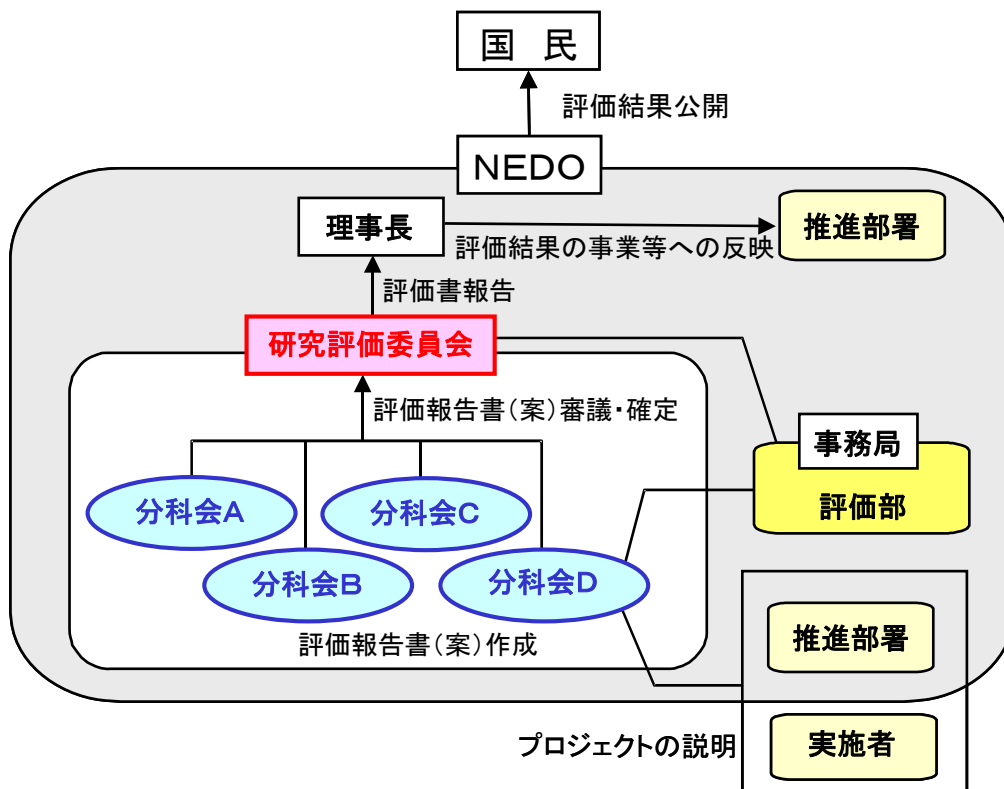 国 民
評価結果公開
NEDO
理事長
評価結果の事業等への反映
推進部署
評価書報告
研究評価委員会
評価報告書(案)審議・確定
事務局
評価部
分科会A
分科会C
分科会B
分科会D
評価報告書(案)作成
推進部署
プロジェクトの説明
実施者